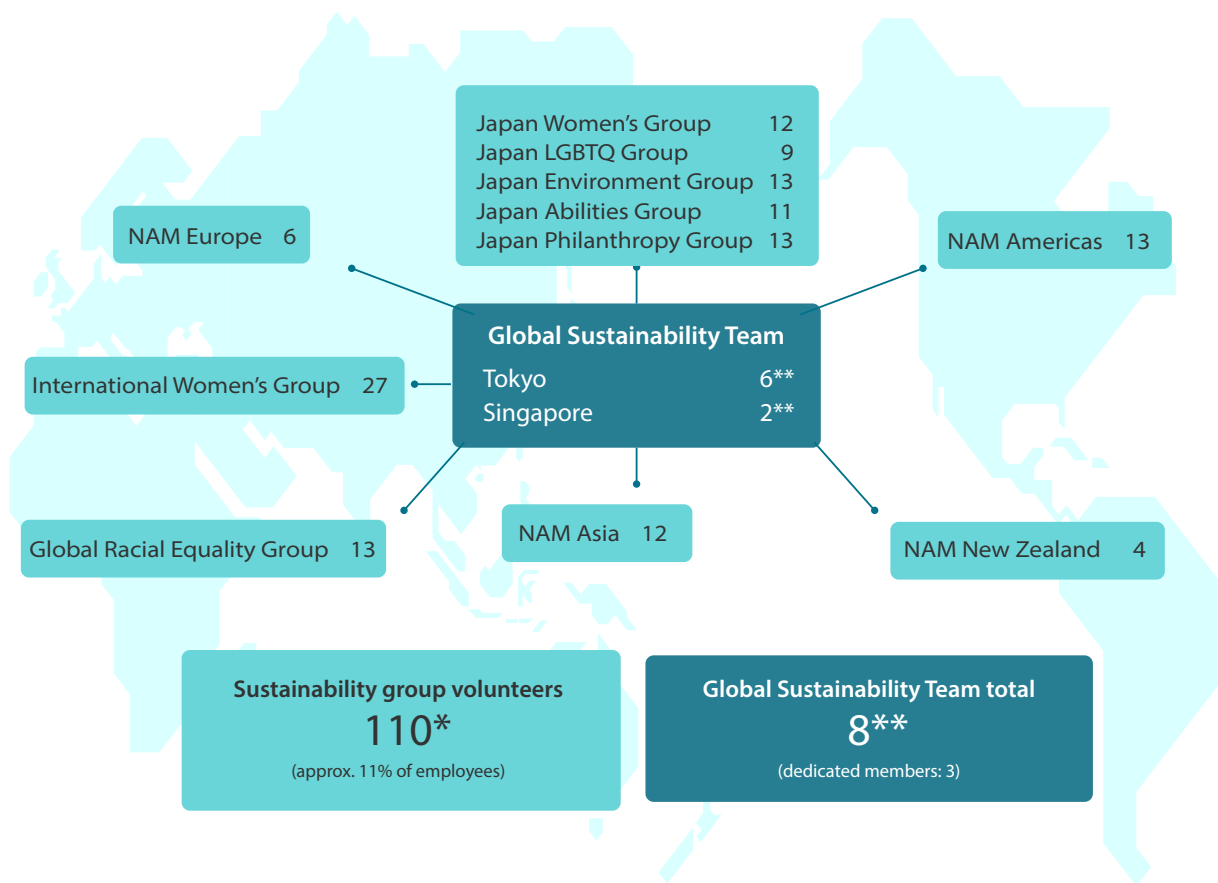 Japan Women's Group 12
Japan LGBTQ Group 9
Japan Environment Group 13
Japan Abilities Group 11
Japan Philanthropy Group 13
NAM Europe 6
NAM Americas 13
Global Sustainability Team
Tokyo 6**
Singapore 2**
International Women's Group 27
Global Racial Equality Group 13
NAM Asia 12
NAM New Zealand 4
Sustainability group volunteers
110*
(approx. 11% of employees)
Global Sustainability Team total
8**
(dedicated members: 3)